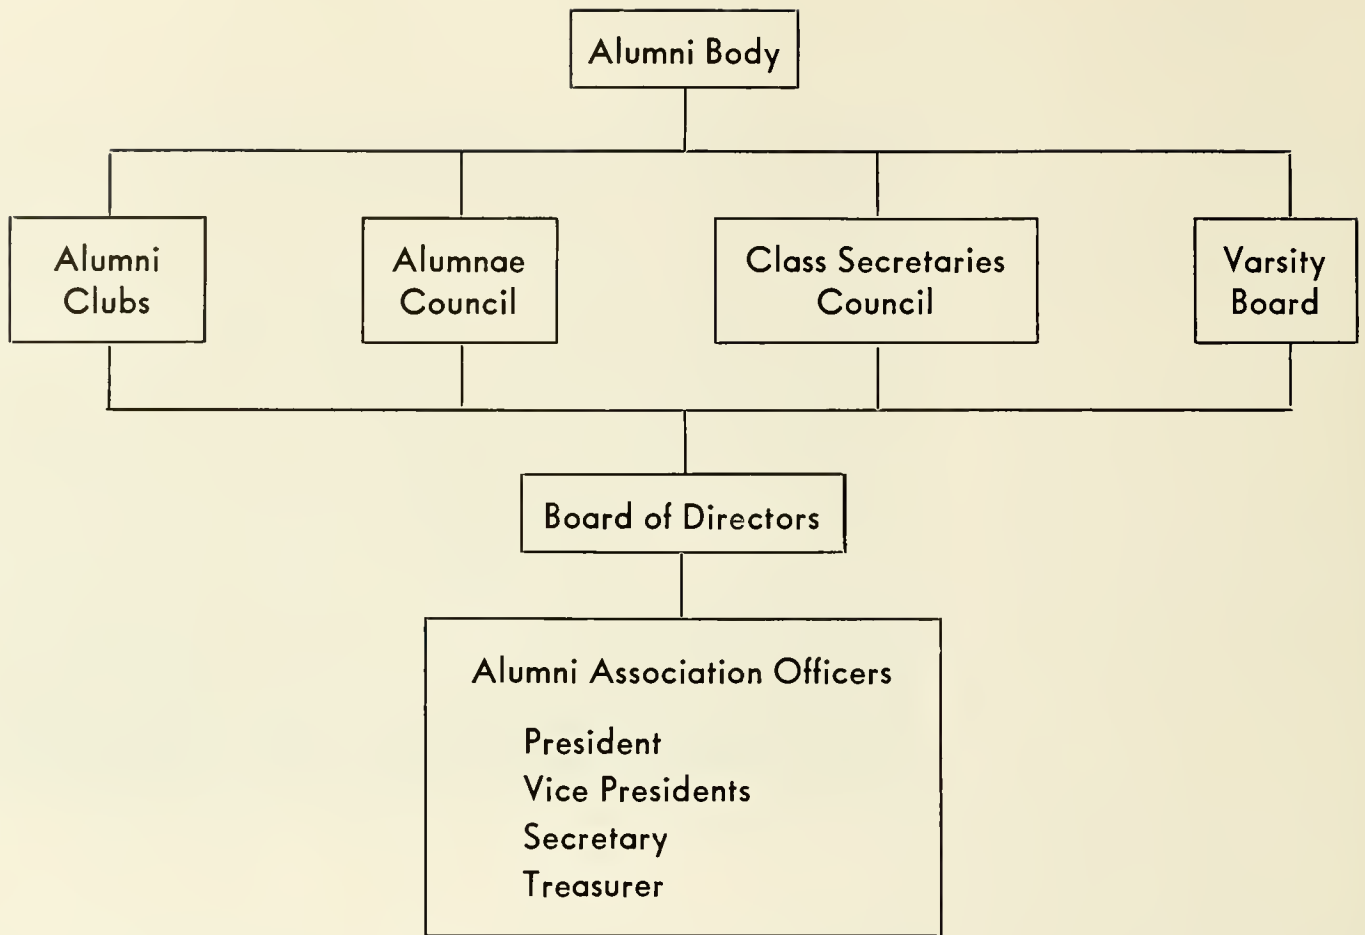 Alumni Body
Alumni
Clubs
Alumnae
Council
Class Secretaries
Council
Varsity
Board
Board of Directors
Alumni Association Officers
President
Vice Presidents
Secretary
Treasurer